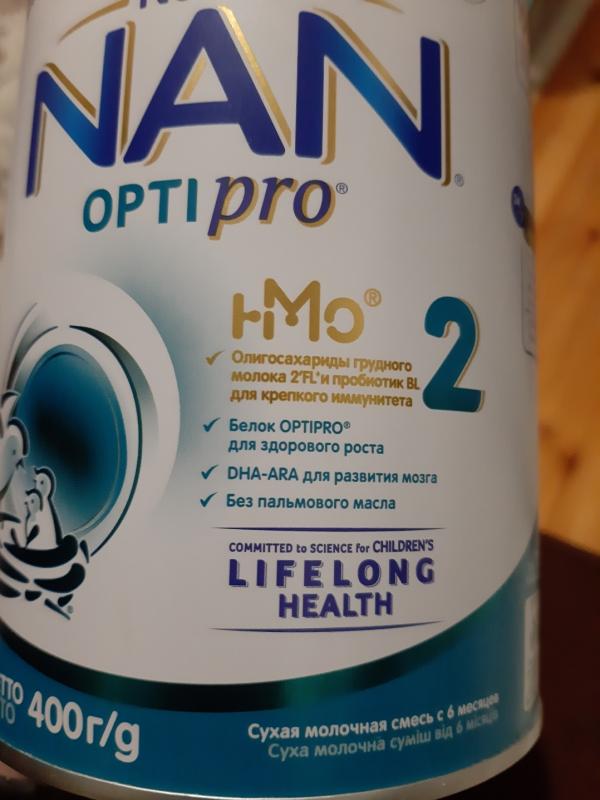 NAN®
OPTIpro®
HMO®
2
✓ Олигосахариды грудного
молока 2'FL* и пробиотик BL
для крепкого иммунитета
✓ Белок OPTIPRO®
для здорового роста
✓ DHA-ARA для развития мозга
✓ Без пальмового масла
COMMITTED to SCIENCE for CHILDREN'S
LIFELONG
HEALTH
400г/g
Сухая молочная смесь с 6 месяцев
Суха молочна суміш від 6 місяців